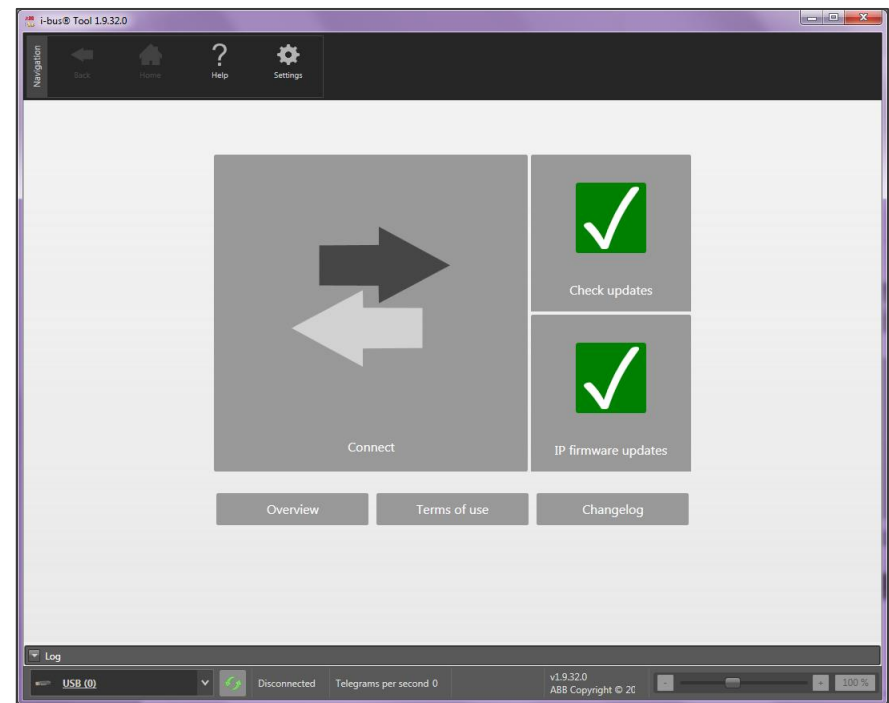 i-bus® Tool 1.9.32.0
Navigation
Back
Home
?
Help
Settings
Check updates
Connect
IP firmware updates
Overview
Terms of use
Changelog
Log
USB (0)
Disconnected
Telegrams per second 0
v1.9.32.0
ABB Copyright © 20
-
+
100 %